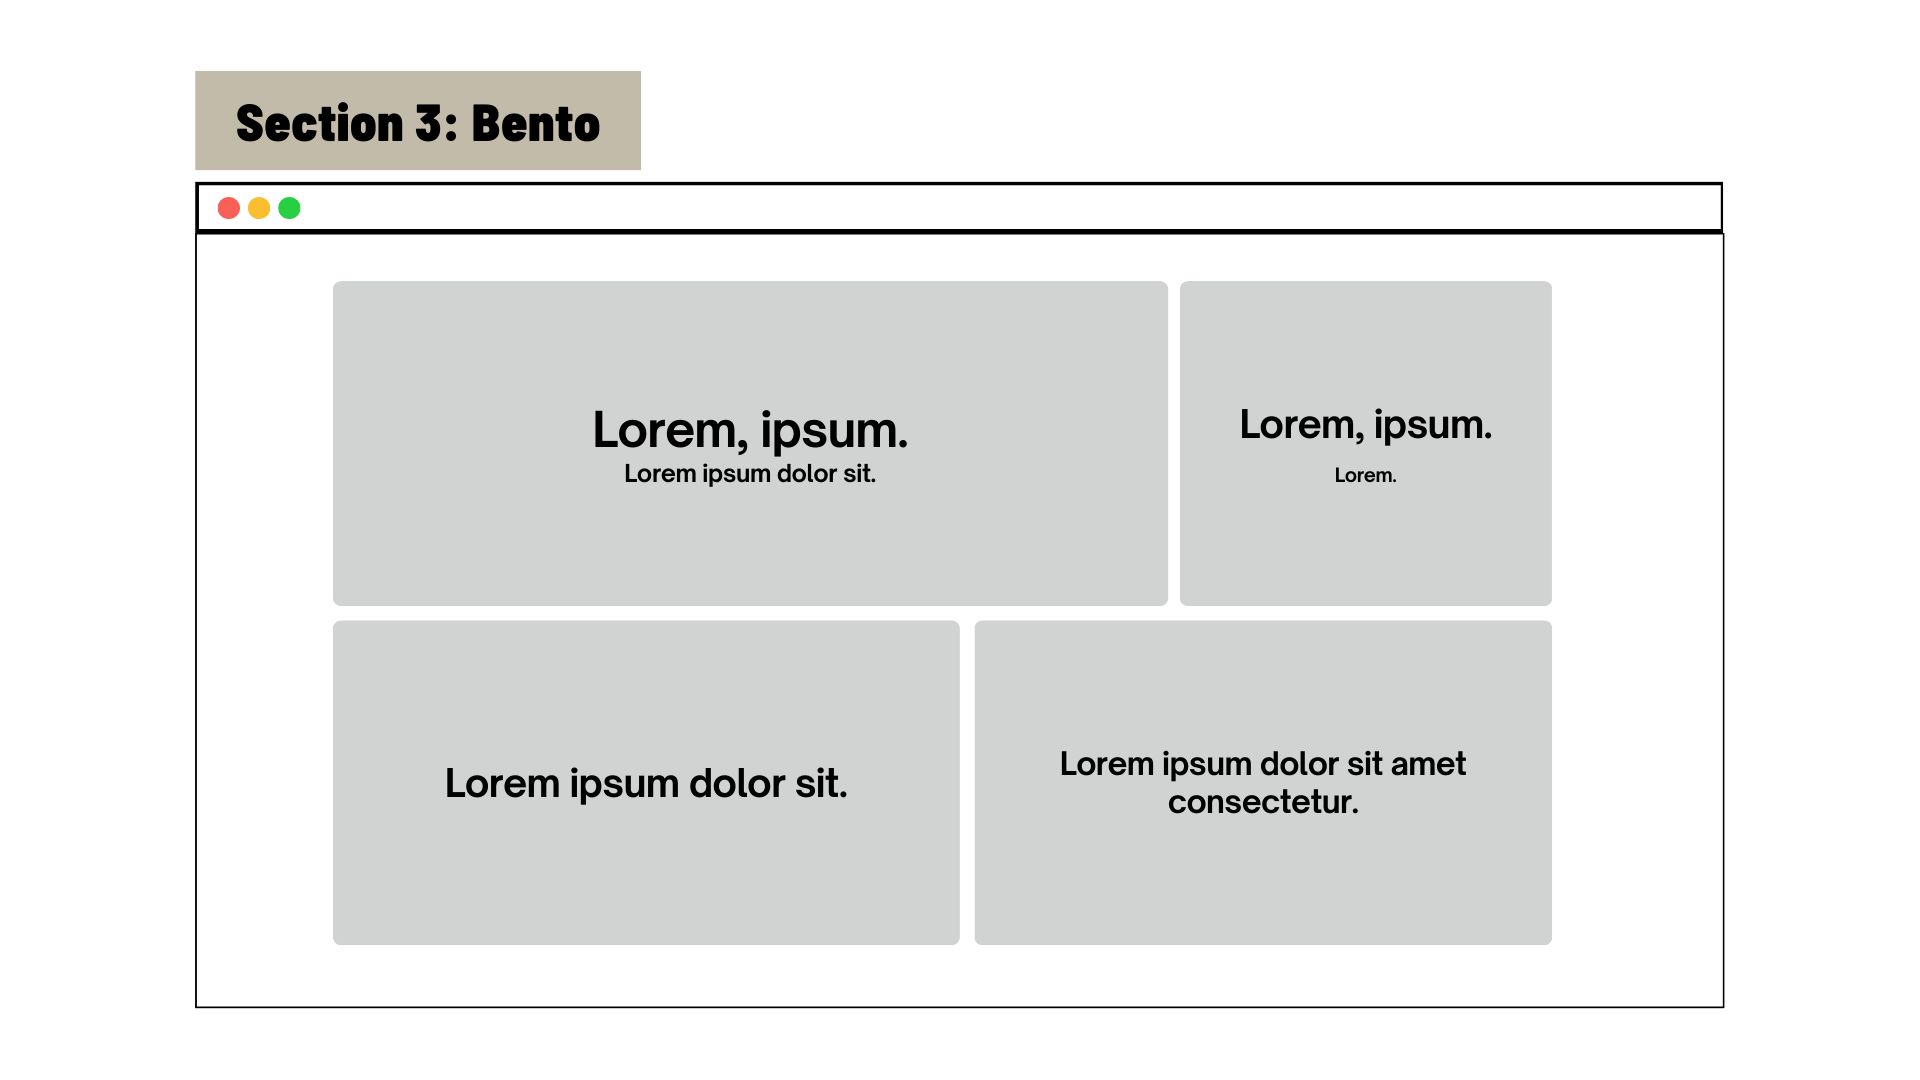 Section 3: Bento
Lorem, ipsum.
Lorem ipsum dolor sit.
Lorem, ipsum.
Lorem.
Lorem ipsum dolor sit.
Lorem ipsum dolor sit amet
consectetur.